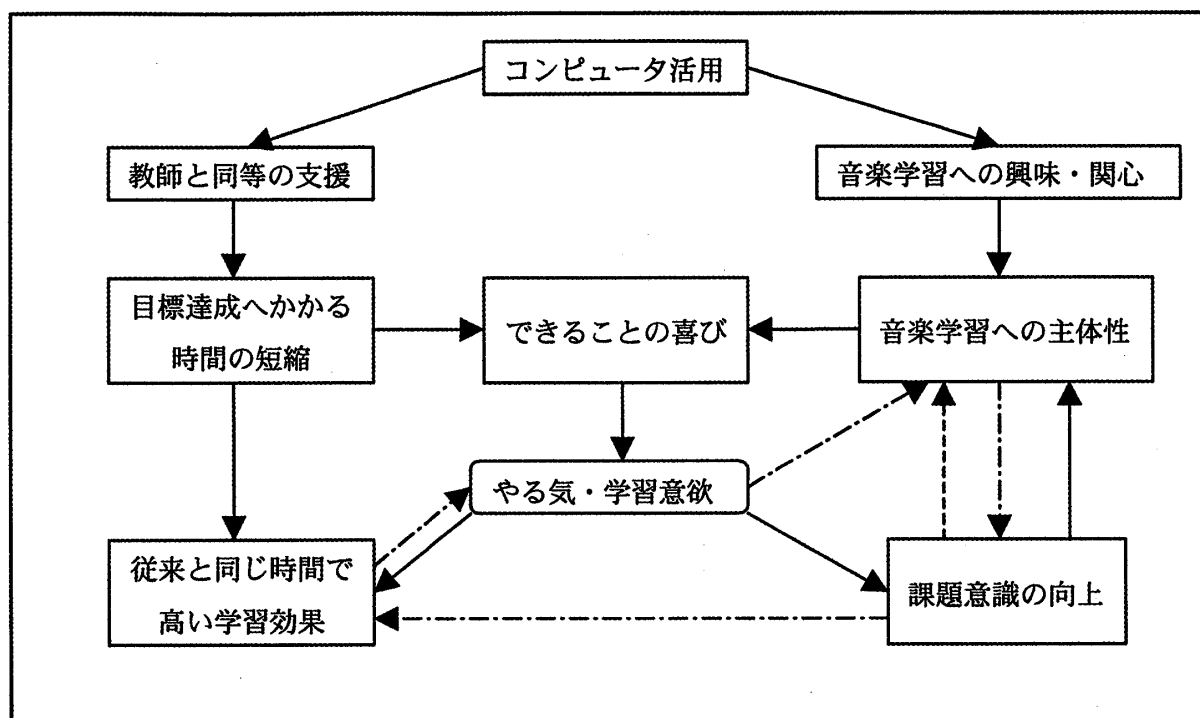 コンピュータ活用
教師と同等の支援
音楽学習への興味・関心
目標達成へかかる
時間の短縮
できることの喜び
音楽学習への主体性
やる気・学習意欲
従来と同じ時間で
高い学習効果
課題意識の向上